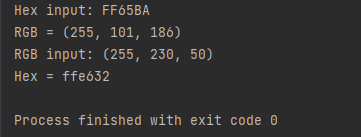 Hex input: FF65BA
RGB = (255, 101, 186)
RGB input: (255, 230, 50)
Hex = ffe632
Process finished with exit code 0